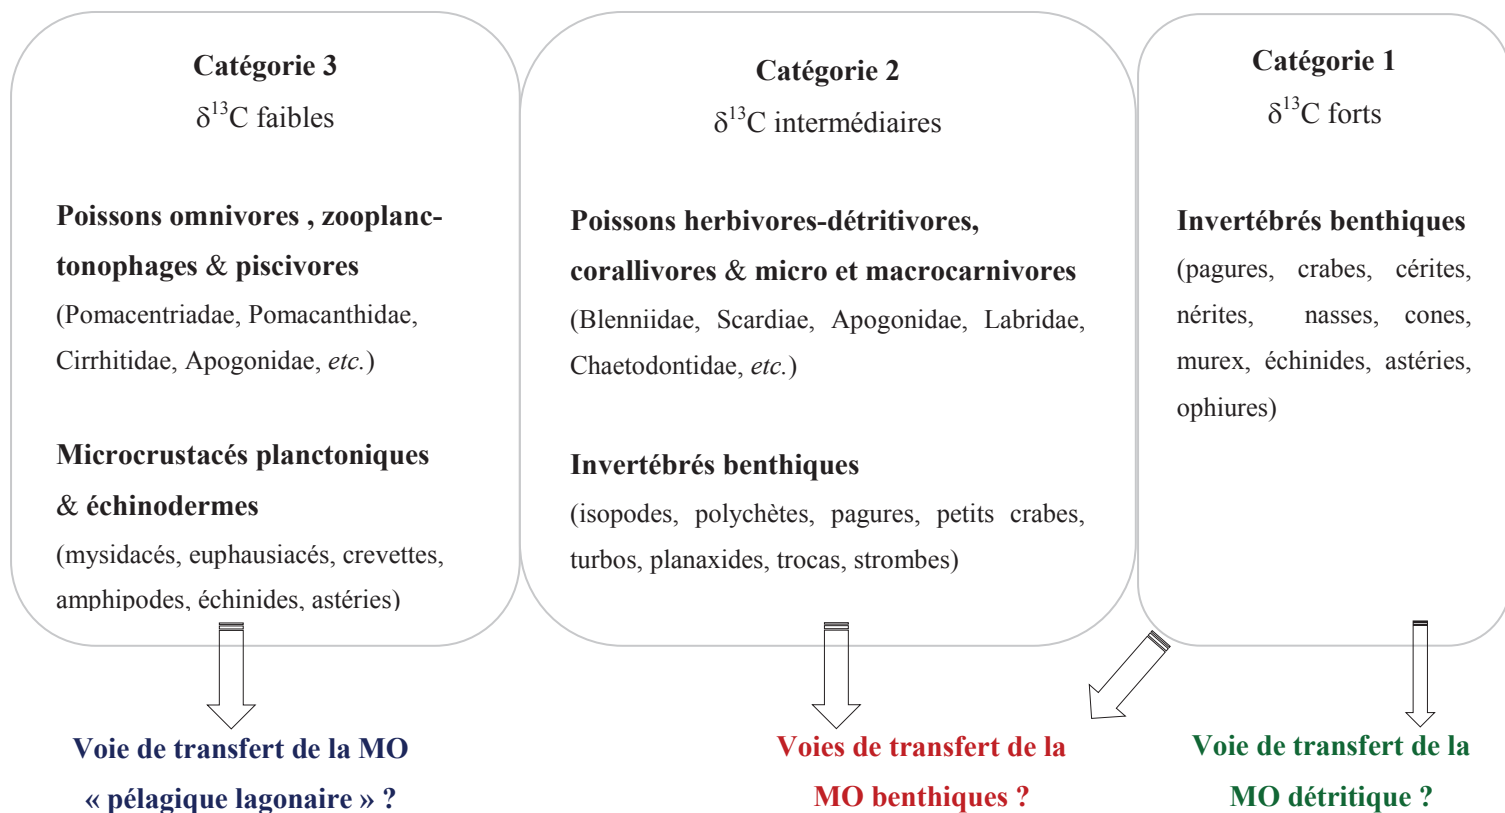 Catégorie 3
δ13C faibles
Poissons omnivores , zooplanc-
tonophages & piscivores
(Pomacentriadae, Pomacanthidae,
Cirrhitidae, Apogonidae, etc.)
Microcrustacés planctoniques
& échinodermes
(mysidacés, euphausiacés, crevettes,
amphipodes, échinides, astéries)
Voie de transfert de la MO
« pélagique lagonaire » ?
Catégorie 2
δ13C intermédiaires
Poissons herbivores-détritivores,
corallivores & micro et macrocarnivores
(Blenniidae, Scardiae, Apogonidae, Labridae,
Chaetodontidae, etc.)
Invertébrés benthiques
(isopodes, polychètes, pagures, petits crabes,
turbos, planaxides, trocas, strombes)
Voies de transfert de la
MO benthiques ?
Catégorie 1
δ13C forts
Invertébrés benthiques
(pagures, crabes, cérites,
nérites, nasses, cones,
murex, échinides, astéries,
ophiures)
Voie de transfert de la
MO détritique ?